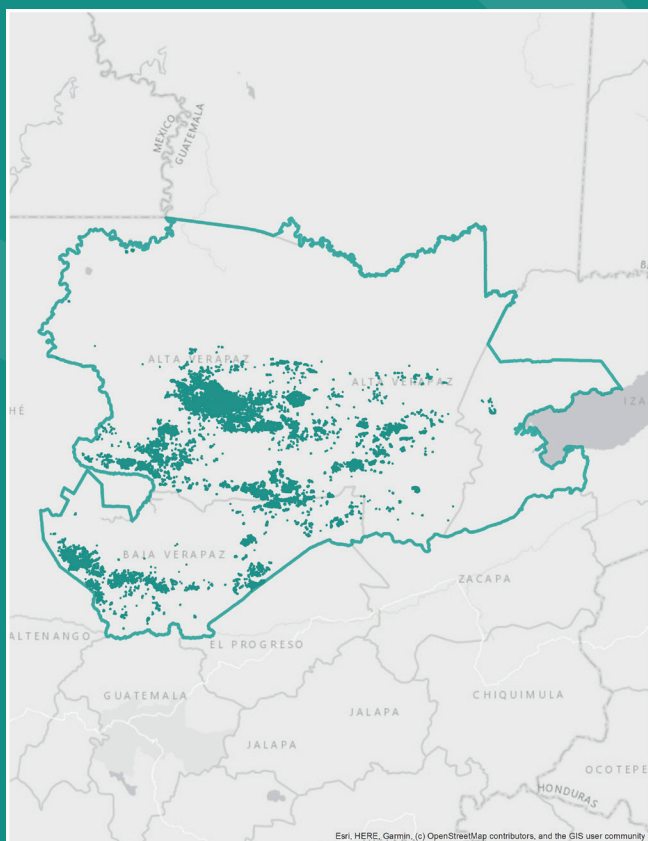 MEXICO
GUATEMALA
B
ALTA VERAPAZ
ALTA VERAPAZ
IZA
HÉ
BAJA VERAPAZ
ZACAPA
ALTENANGO
EL PROGRESO
GUATEMALA
CHIQUIMULA
JALAPA
JALAPA
OCOTEPE
HONDURAS
Esri, HERE, Garmin, (c) OpenStreetMap contributors, and the GIS user community